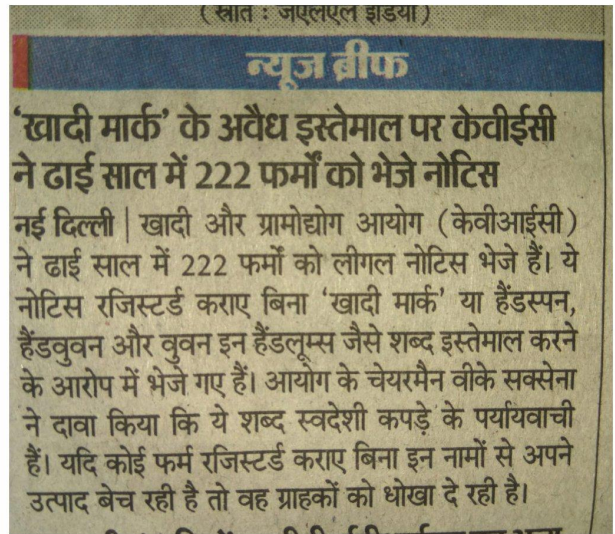 (स्रोत : जएलएल इंडिया)
न्यूज ब्रीफ
‘खादी मार्क’ के अवैध इस्तेमाल पर केवीईसी
ने ढाई साल में 222 फर्मों को भेजे नोटिस
नई दिल्ली | खादी और ग्रामोद्योग आयोग (केवीआईसी)
ने ढाई साल में 222 फर्मों को लीगल नोटिस भेजे हैं। ये
नोटिस रजिस्टर्ड कराए बिना ‘खादी मार्क’ या हैंडस्पन,
हैंडवुवन और वुवन इन हैंडलूम्स जैसे शब्द इस्तेमाल करने
के आरोप में भेजे गए हैं। आयोग के चेयरमैन वीके सक्सेना
ने दावा किया कि ये शब्द स्वदेशी कपड़े के पर्यायवाची
हैं। यदि कोई फर्म रजिस्टर्ड कराए बिना इन नामों से अपने
उत्पाद बेच रही है तो वह ग्राहकों को धोखा दे रही है।